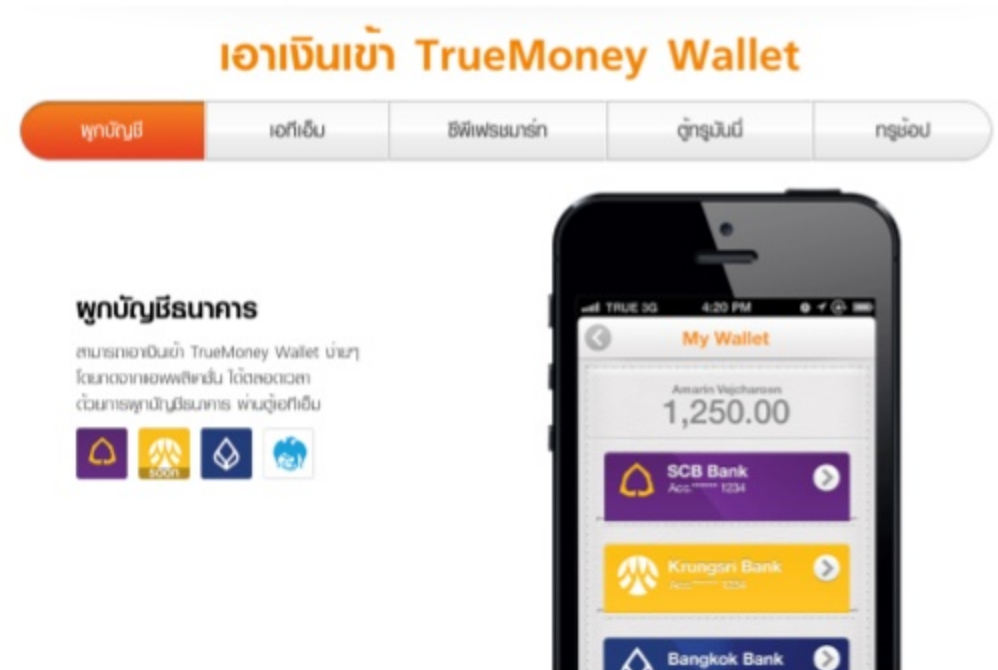 เอาเงินเข้า TrueMoney Wallet
ผูกบัญชี
เอทีเอ็ม
ซีพีเฟรชมาร์ท
ตู้ทรูมันนี่
ทรูช้อป
ผูกบัญชีธนาคาร
สามารถเอาเงินเข้า TrueMoney Wallet ง่ายๆ
โดยกดจากแอพพลิเคชั่น ได้ตลอดเวลา
ด้วยการผูกบัญชีธนาคาร ผ่านตู้เอทีเอ็ม
soon
TRUE 3G 4:20 PM
My Wallet
Amarin Vejcharoen
1,250.00
SCB Bank
Acc.****** 1234
Krungsri Bank
Acc.****** 1234
Bangkok Bank